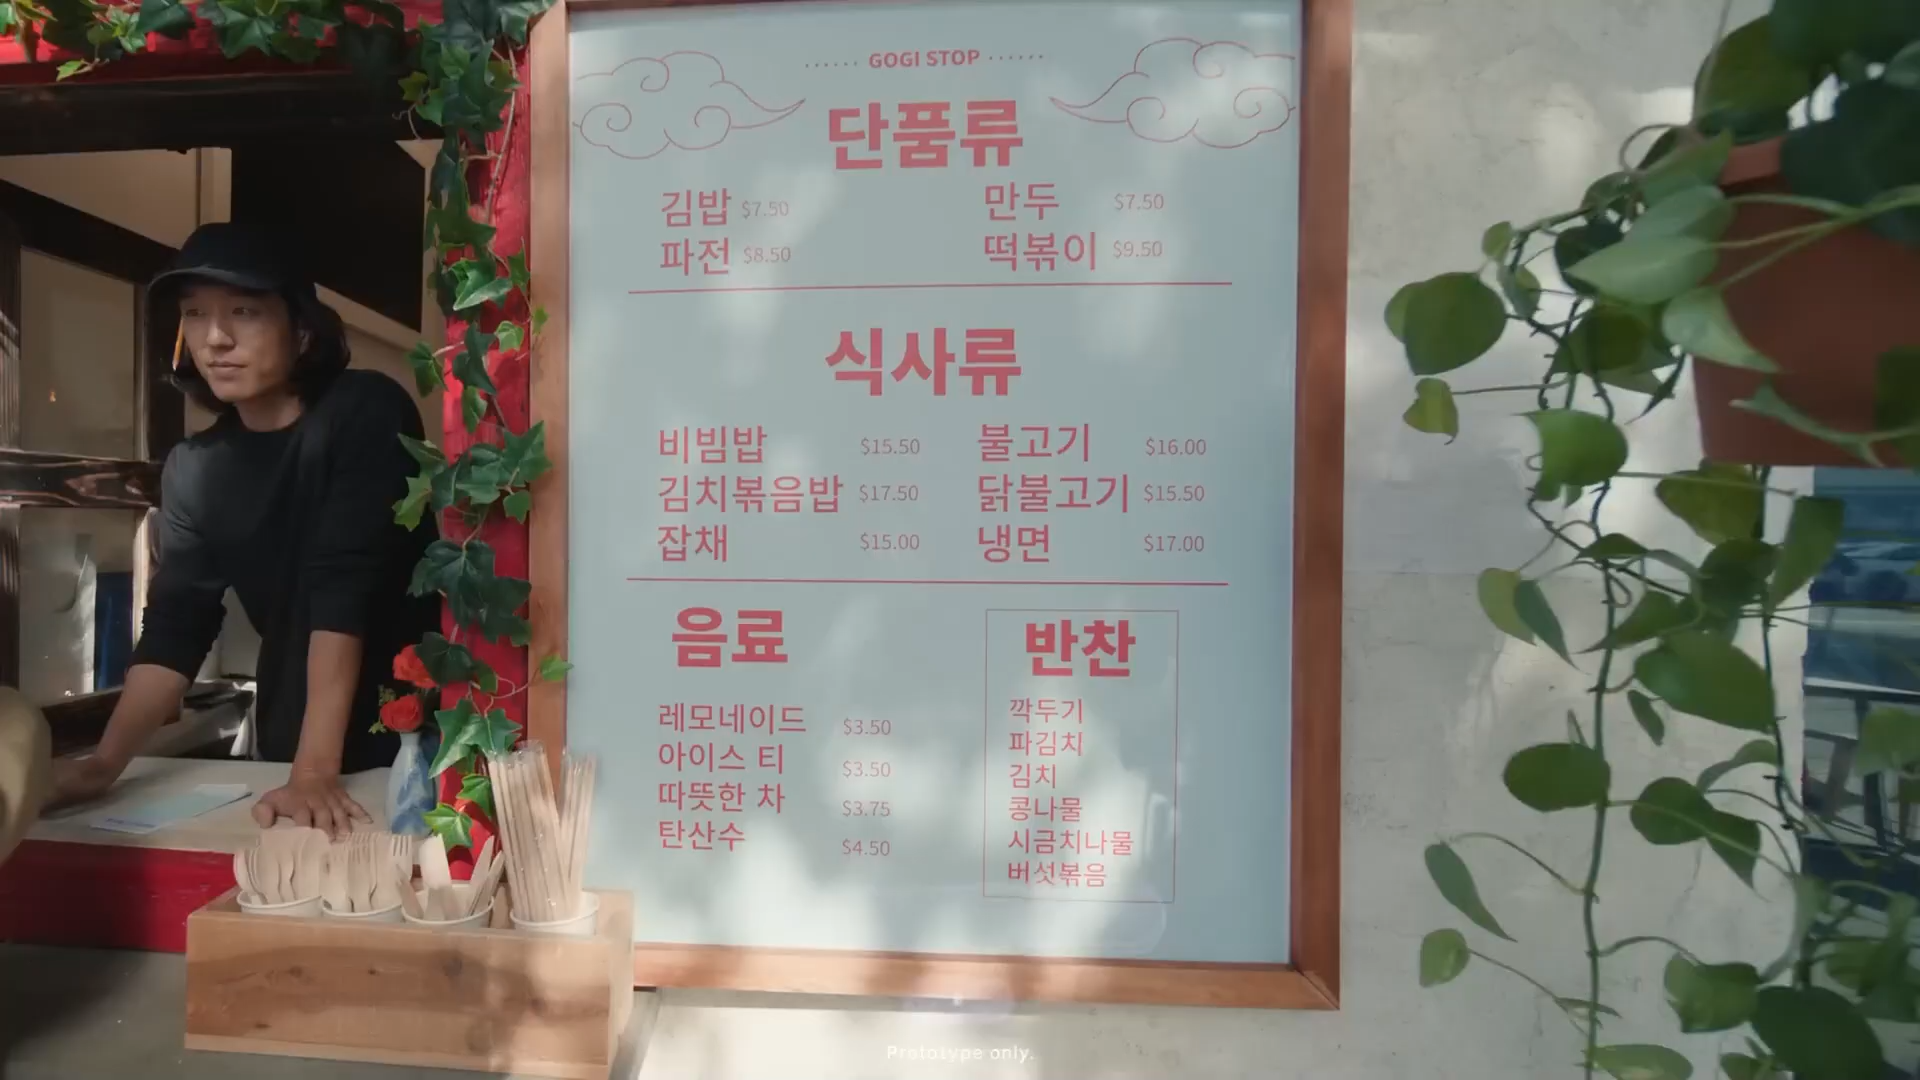 GOGI STOP
단품류
김밥 $7.50 만두 $7.50
파전 $8.50 떡볶이 $9.50
식사류
비빔밥 $15.50 불고기 $16.00
김치볶음밥 $17.50 닭불고기 $15.50
잡채 $15.00 냉면 $17.00
음료
레모네이드 $3.50
아이스 티 $3.50
따뜻한 차 $3.75
탄산수 $4.50
반찬
깍두기
파김치
김치
콩나물
시금치나물
버섯볶음
Prototype only.